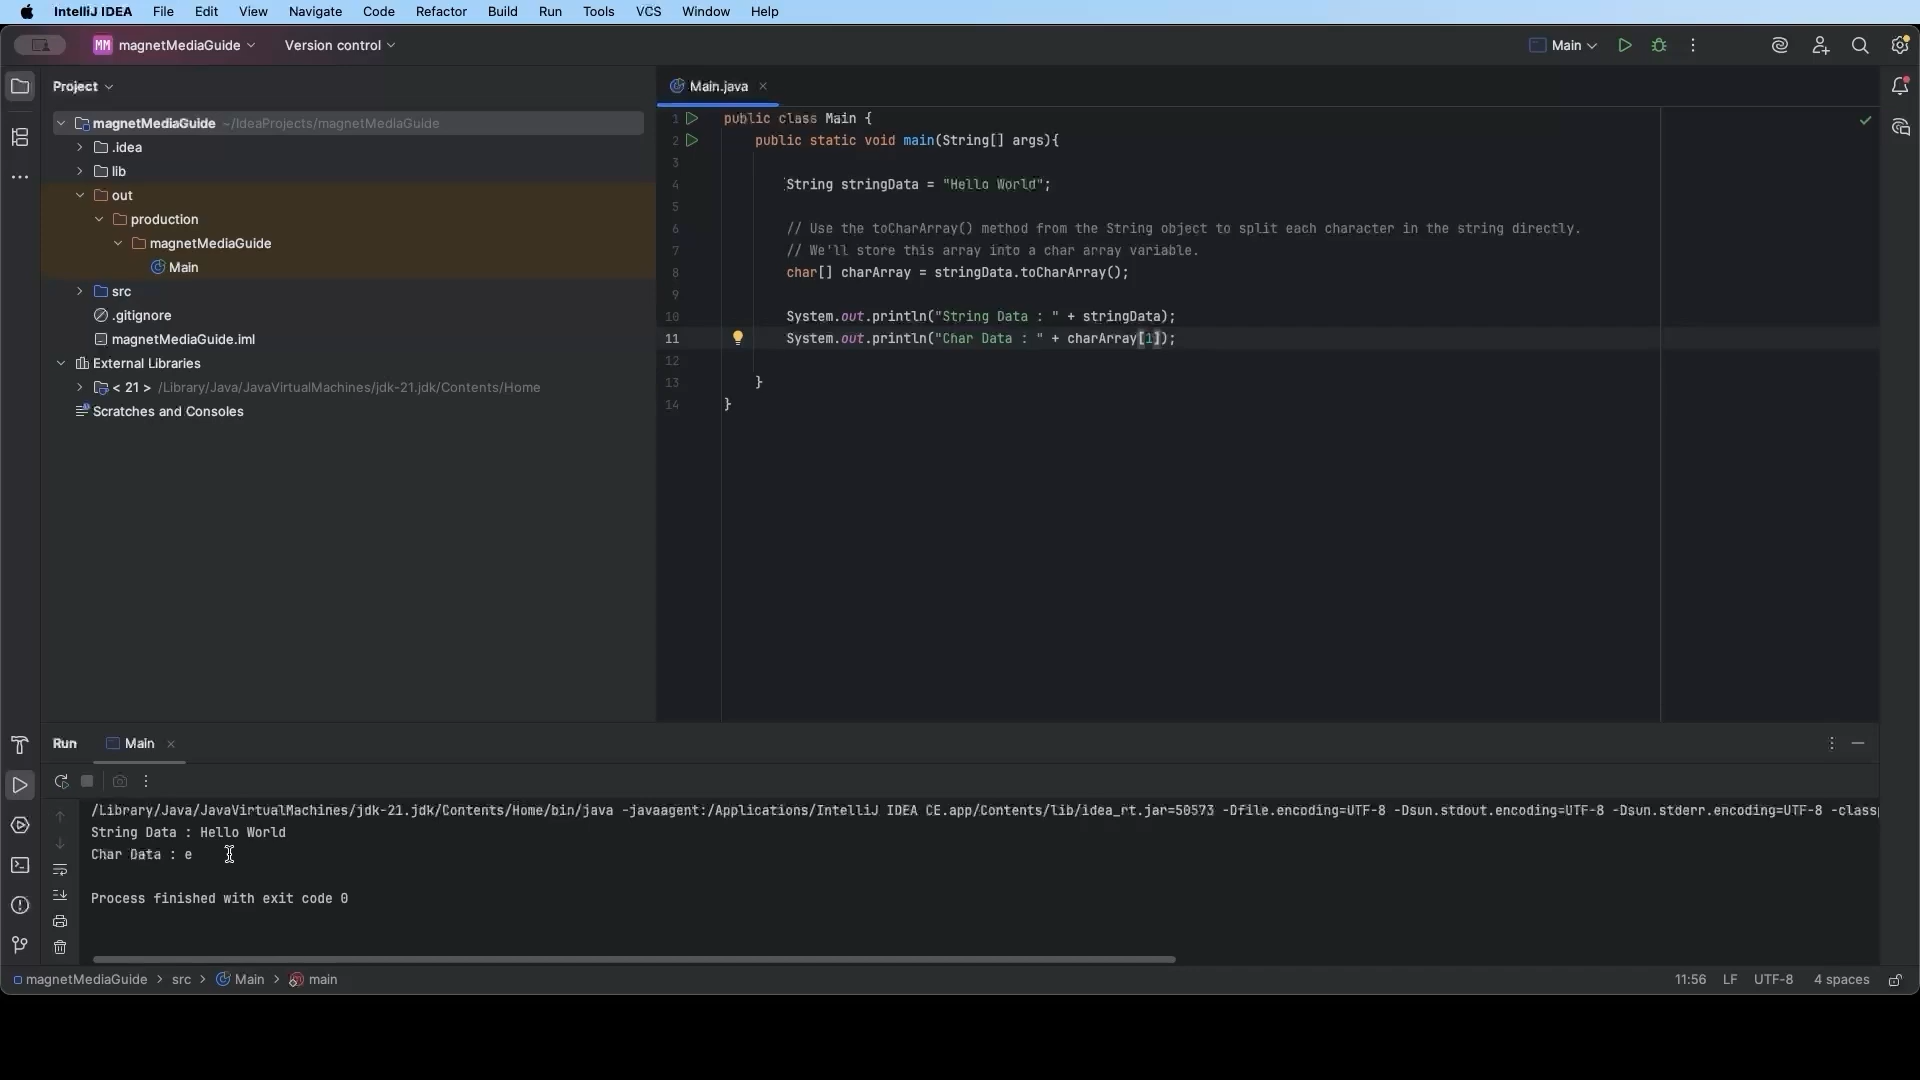 IntelliJ IDEA File Edit View Navigate Code Refactor Build Run Tools VCS Window Help
MM magnetMediaGuide Version control Main
Project
magnetMediaGuide ~/IdeaProjects/magnetMediaGuide
.idea
lib
out
production
magnetMediaGuide
Main
src
.gitignore
magnetMediaGuide.iml
External Libraries
< 21 > /Library/Java/JavaVirtualMachines/jdk-21.jdk/Contents/Home
Scratches and Consoles
Main.java
1 public class Main {
2 public static void main(String[] args){
3
4 String stringData = "Hello World";
5
6 // Use the toCharArray() method from the String object to split each character in the string directly.
7 // We'll store this array into a char array variable.
8 char[] charArray = stringData.toCharArray();
9
10 System.out.println("String Data : " + stringData);
11 System.out.println("Char Data : " + charArray[1]);
12
13 }
14 }
Run Main
/Library/Java/JavaVirtualMachines/jdk-21.jdk/Contents/Home/bin/java -javaagent:/Applications/IntelliJ IDEA CE.app/Contents/lib/idea_rt.jar=50573 -Dfile.encoding=UTF-8 -Dsun.stdout.encoding=UTF-8 -Dsun.stderr.encoding=UTF-8 -class
String Data : Hello World
Char Data : e
Process finished with exit code 0
magnetMediaGuide > src > Main > main 11:56 LF UTF-8 4 spaces